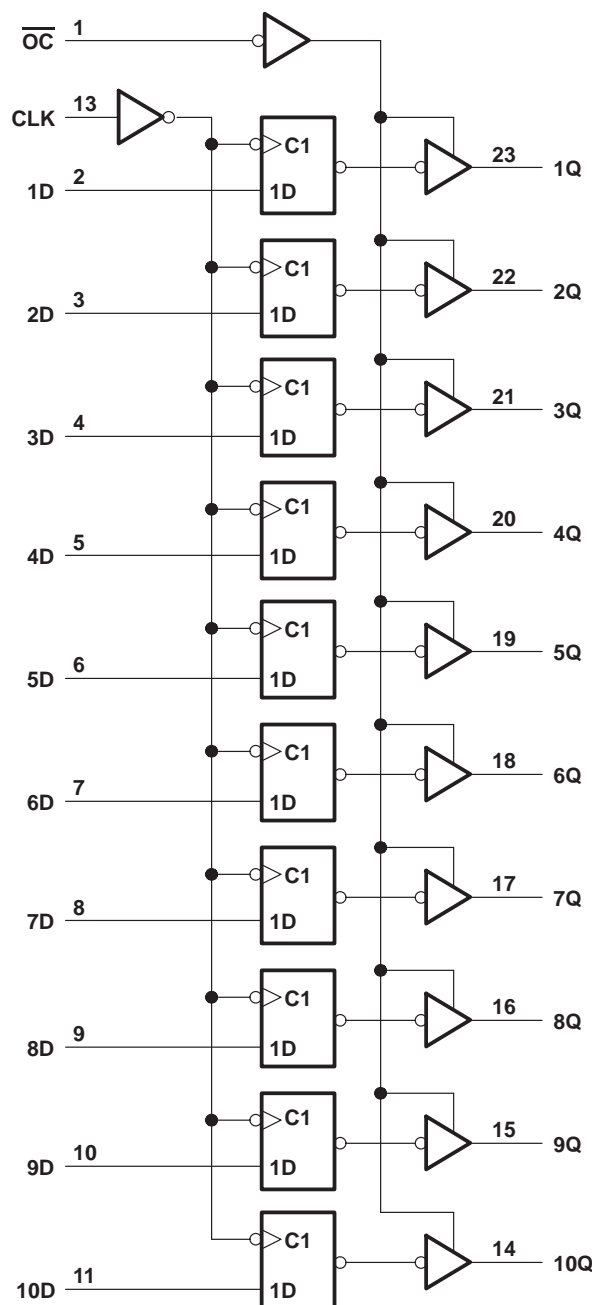 OC 1
CLK 13
C1
1D 2 1D 23 1Q
C1
2D 3 1D 22 2Q
C1
3D 4 1D 21 3Q
C1
4D 5 1D 20 4Q
C1
5D 6 1D 19 5Q
C1
6D 7 1D 18 6Q
C1
7D 8 1D 17 7Q
C1
8D 9 1D 16 8Q
C1
9D 10 1D 15 9Q
C1
10D 11 1D 14 10Q